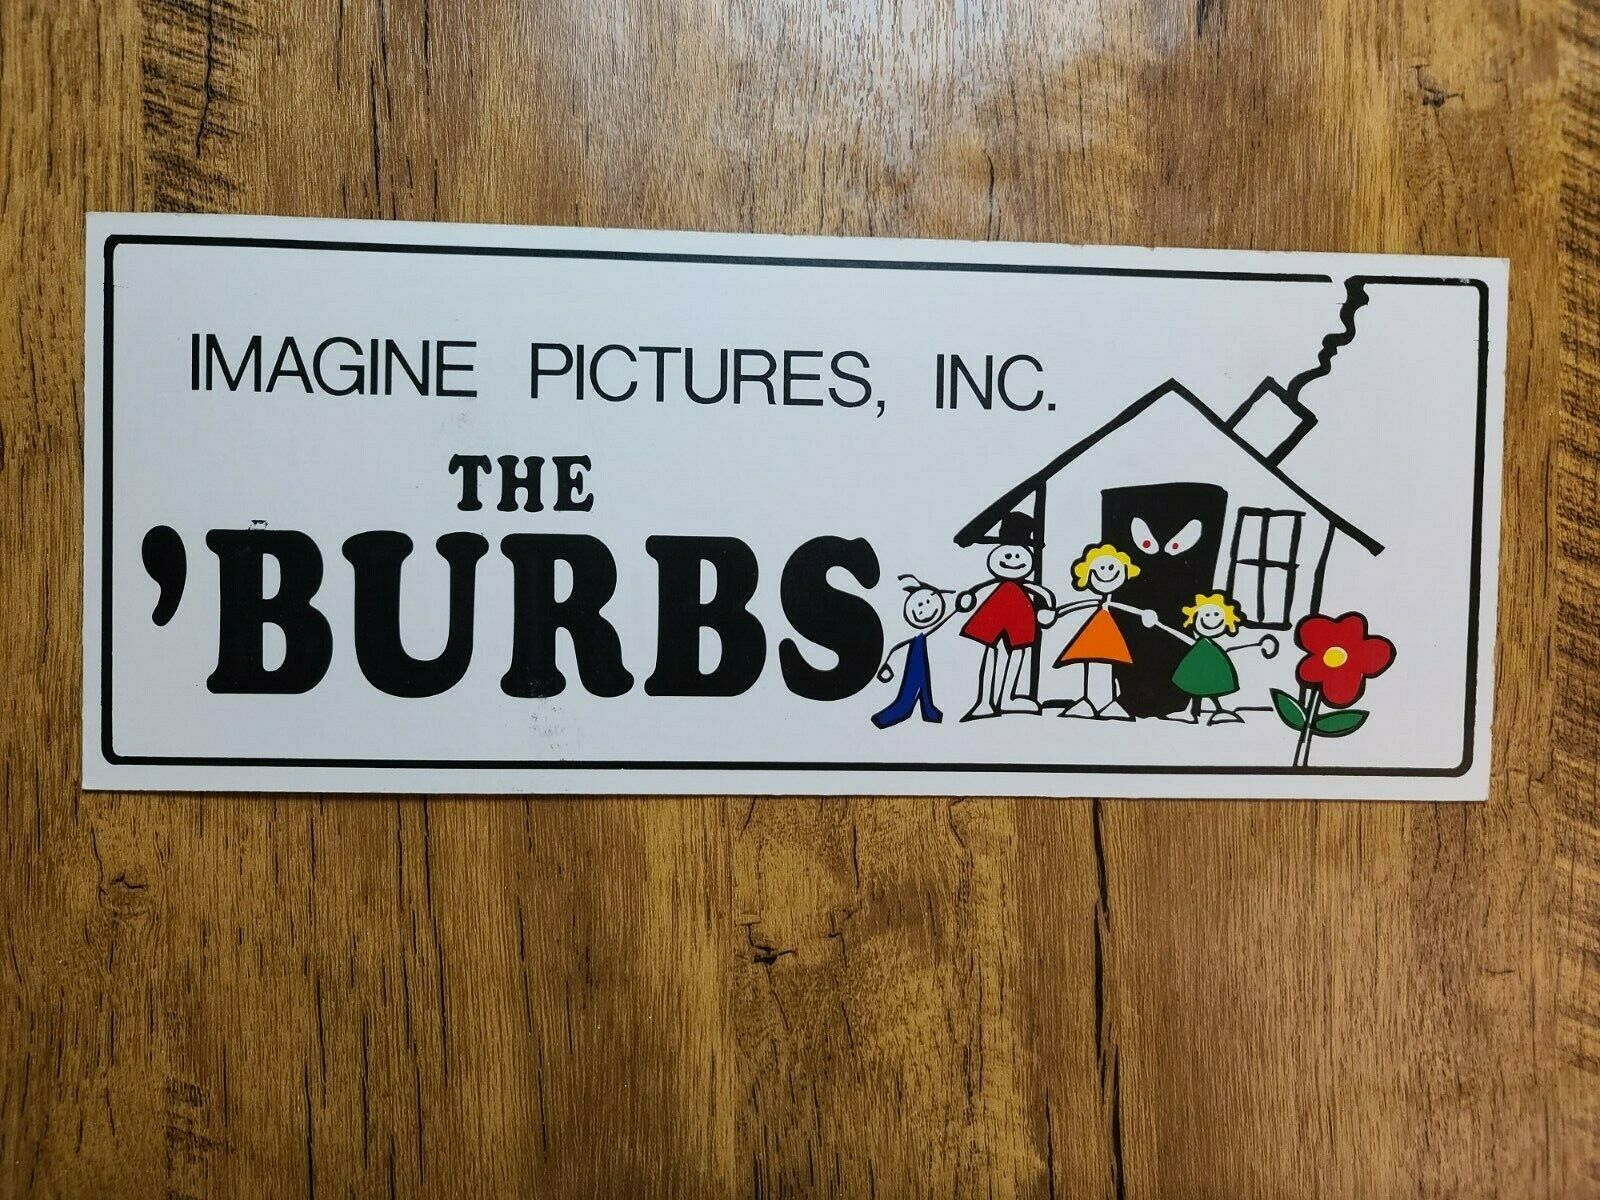 IMAGINE PICTURES, INC.
THE
’BURBS